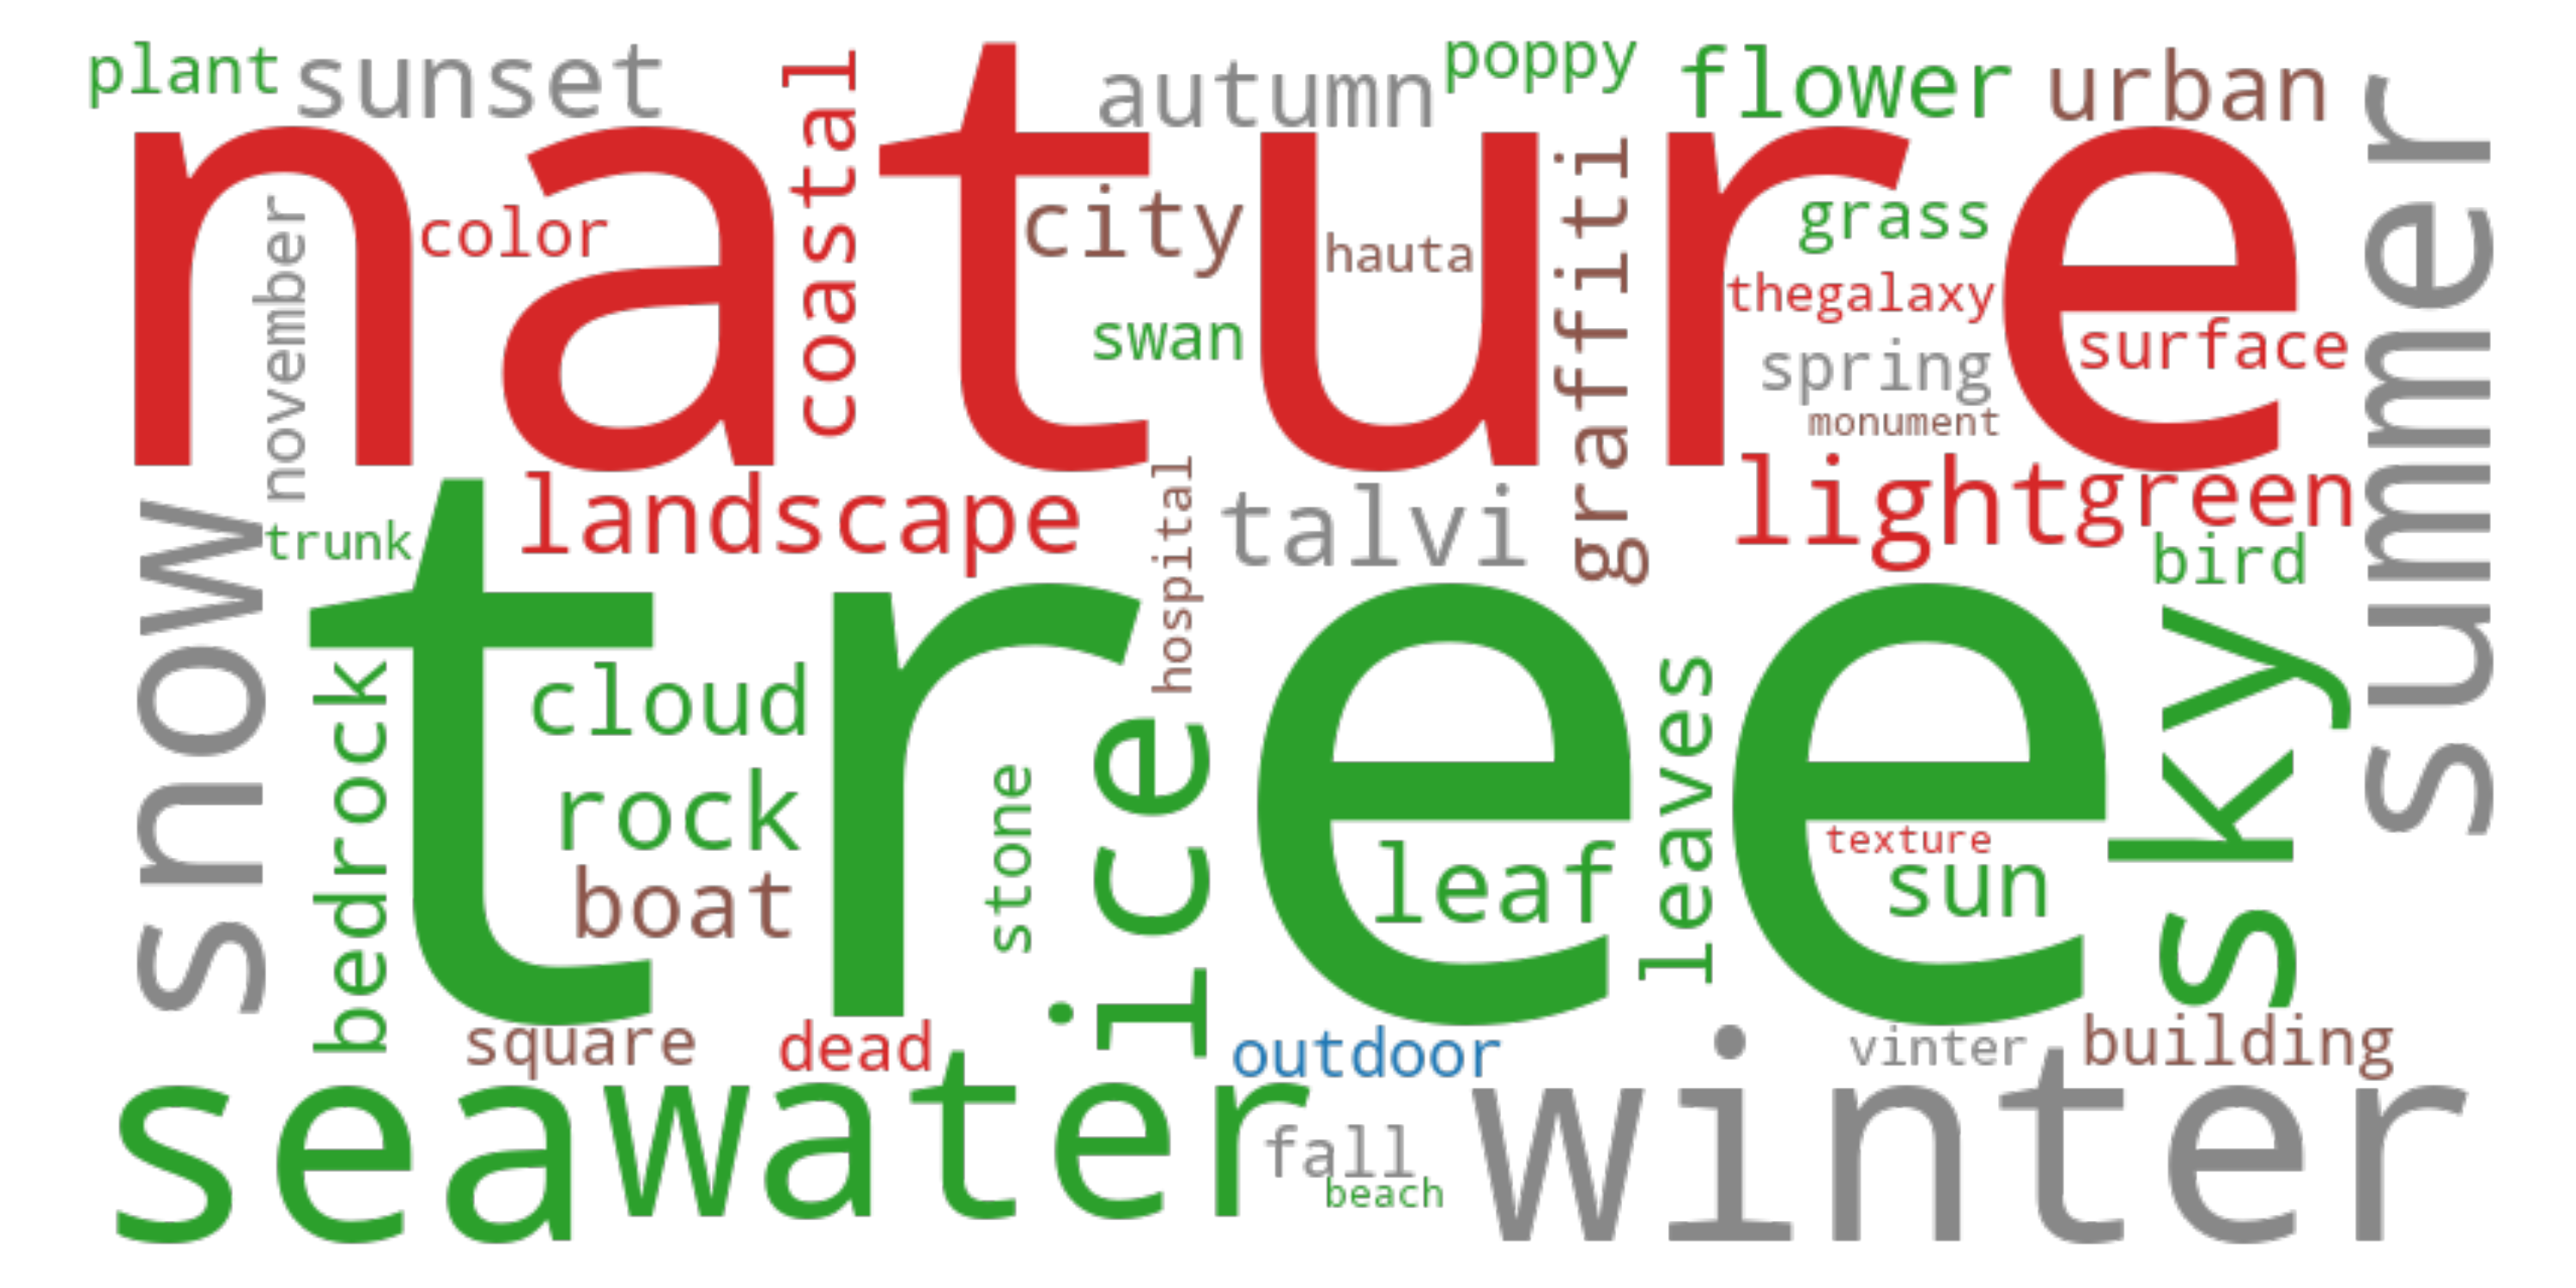 plant
sunset
coastal
autumn
poppy
flower
urban
nature
summer
november
color
city
hauta
graffiti
grass
thegalaxy
swan
spring
surface
monument
snow
trunk
landscape
hospital
talvi
light
green
bird
tree
bedrock
cloud
rock
boat
stone
ice
leaf
leaves
texture
sun
sky
square
dead
outdoor
vinter
building
sea
water
fall
beach
winter